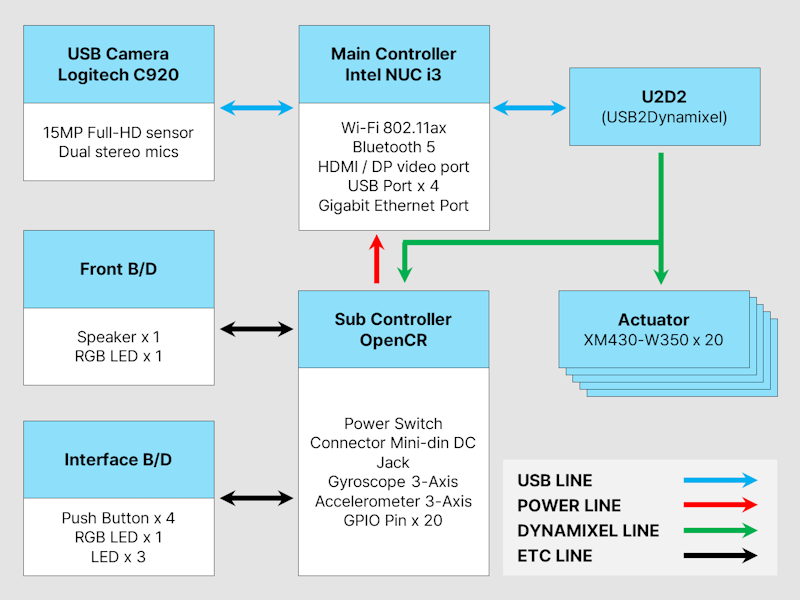 USB Camera
Logitech C920
15MP Full-HD sensor
Dual stereo mics
Main Controller
Intel NUC i3
Wi-Fi 802.11ax
Bluetooth 5
HDMI / DP video port
USB Port x 4
Gigabit Ethernet Port
U2D2
(USB2Dynamixel)
Front B/D
Speaker x 1
RGB LED x 1
Sub Controller
OpenCR
Power Switch
Connector Mini-din DC
Jack
Gyroscope 3-Axis
Accelerometer 3-Axis
GPIO Pin x 20
Actuator
XM430-W350 x 20
Interface B/D
Push Button x 4
RGB LED x 1
LED x 3
USB LINE
POWER LINE
DYNAMIXEL LINE
ETC LINE